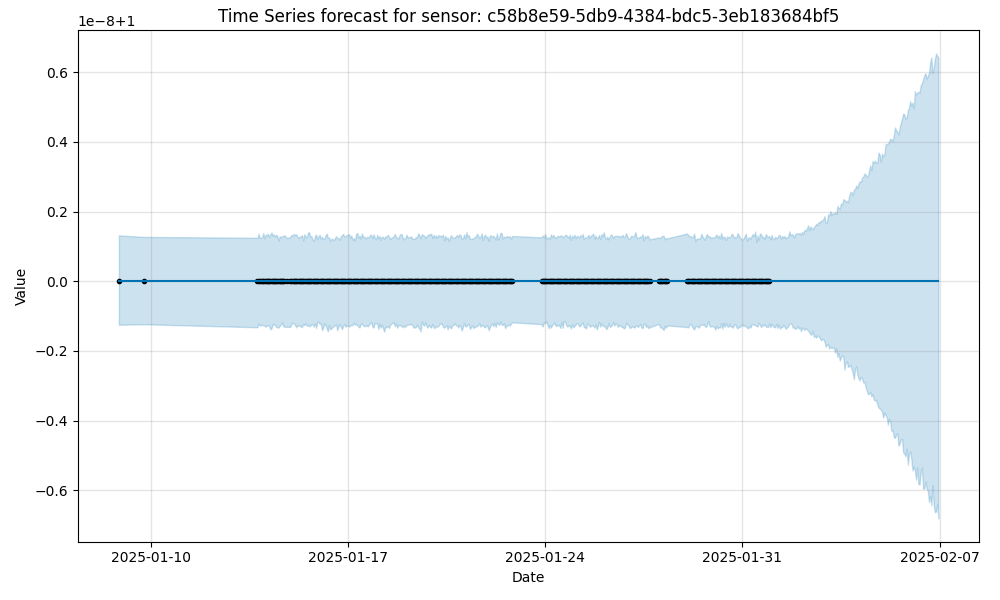 Time Series forecast for sensor: c58b8e59-5db9-4384-bdc5-3eb183684bf5
1e−8+1
0.6
0.4
0.2
0.0
−0.2
−0.4
−0.6
Value
2025-01-10 2025-01-17 2025-01-24 2025-01-31 2025-02-07
Date